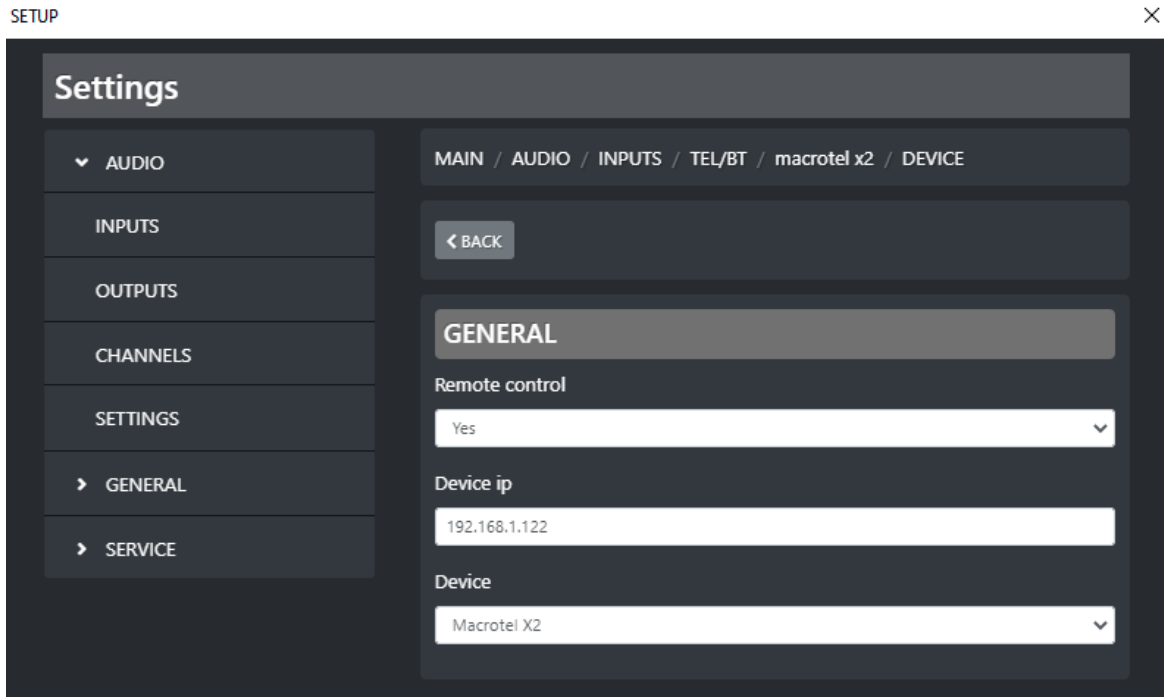 SETUP
Settings
AUDIO
INPUTS
OUTPUTS
CHANNELS
SETTINGS
GENERAL
SERVICE
MAIN / AUDIO / INPUTS / TEL/BT / macrotel x2 / DEVICE
BACK
GENERAL
Remote control
Yes
Device ip
192.168.1.122
Device
Macrotel X2